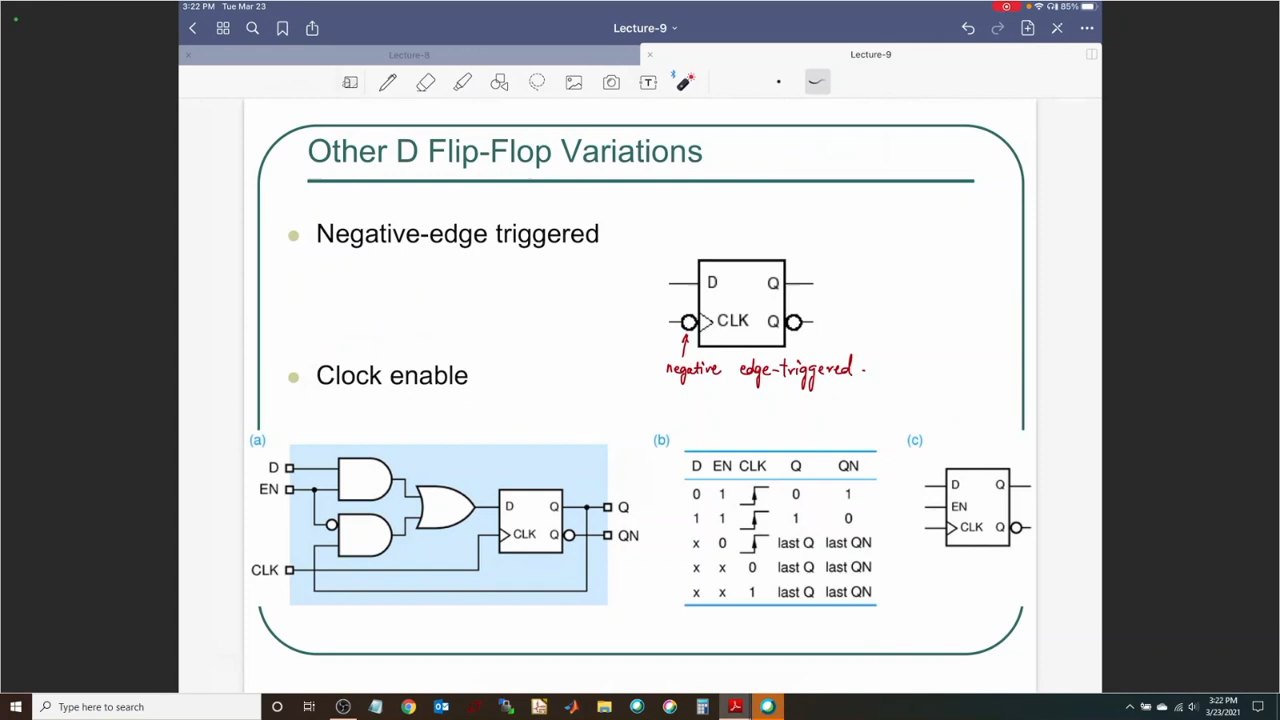 3:22 PM Tue Mar 23
85%
Lecture-9
Lecture-8
Lecture-9
T
Other D Flip-Flop Variations
Negative-edge triggered
D Q
CLK Q
negative edge-triggered.
Clock enable
(a)
D
EN
CLK
D Q
CLK Q
Q
QN
(b)
D EN CLK Q QN
0 1 0 1
1 1 1 0
x 0 last Q last QN
x x 0 last Q last QN
x x 1 last Q last QN
(c)
D Q
EN
CLK Q
Type here to search
3:22 PM
3/23/2021